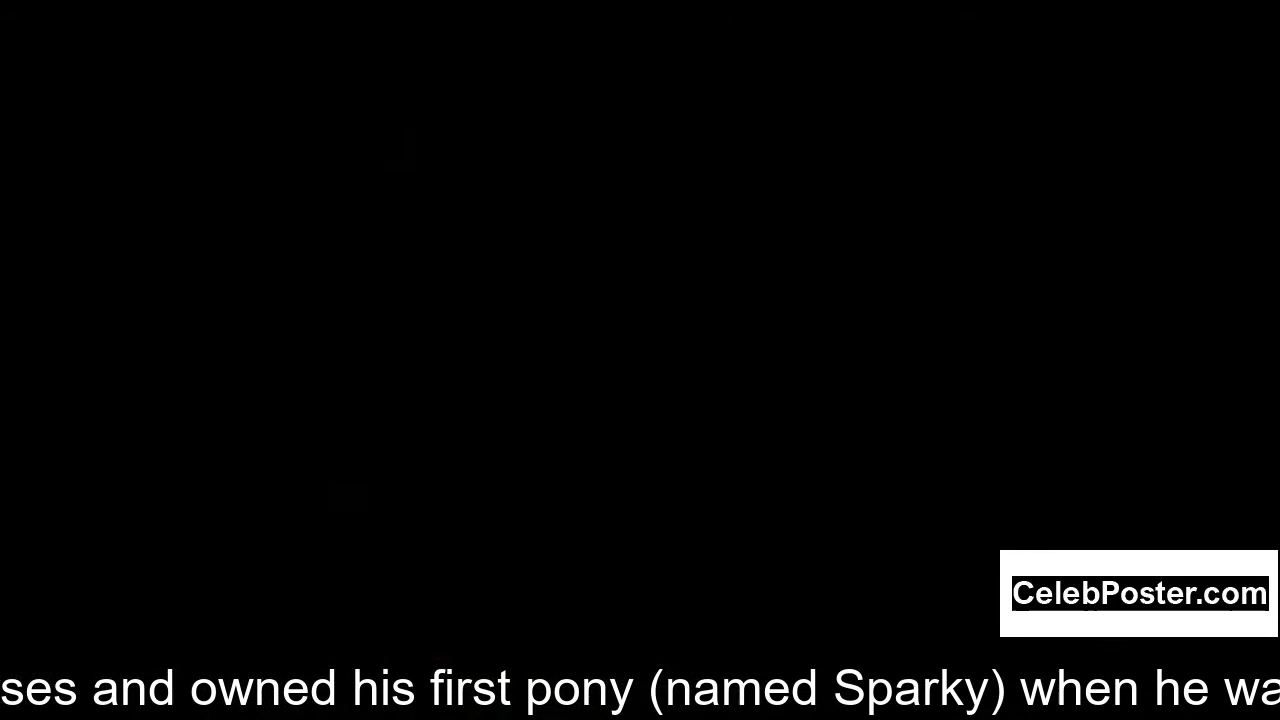 CelebPoster.com
ses and owned his first pony (named Sparky) when he wa